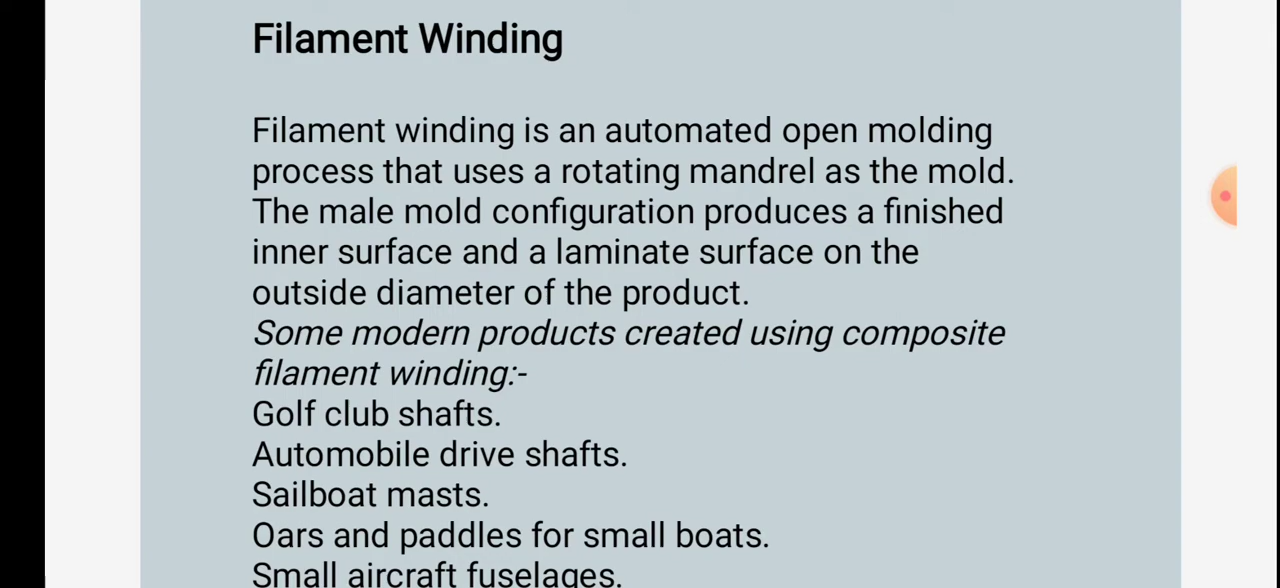 Filament Winding
Filament winding is an automated open molding
process that uses a rotating mandrel as the mold.
The male mold configuration produces a finished
inner surface and a laminate surface on the
outside diameter of the product.
Some modern products created using composite
filament winding:-
Golf club shafts.
Automobile drive shafts.
Sailboat masts.
Oars and paddles for small boats.
Small aircraft fuselages.